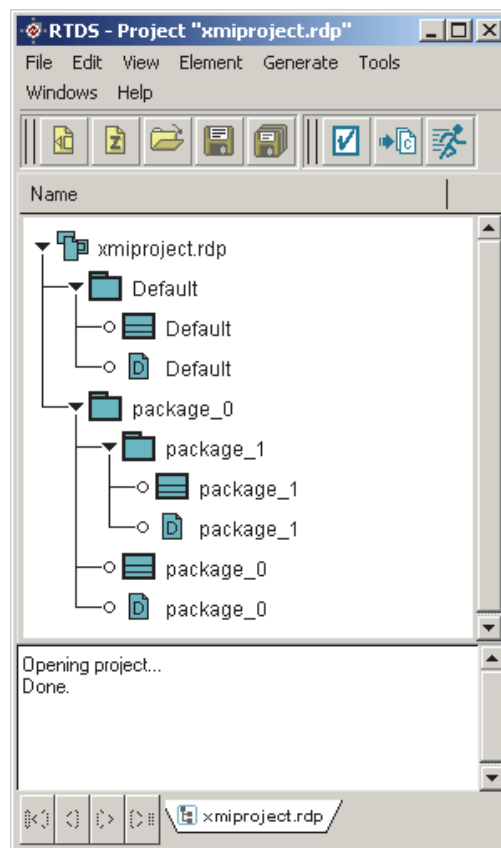 RTDS - Project "xmiproject.rdp"
File Edit View Element Generate Tools
Windows Help
Name
xmiproject.rdp
Default
Default
Default
package_0
package_1
package_1
package_1
package_0
package_0
Opening project...
Done.
xmiproject.rdp